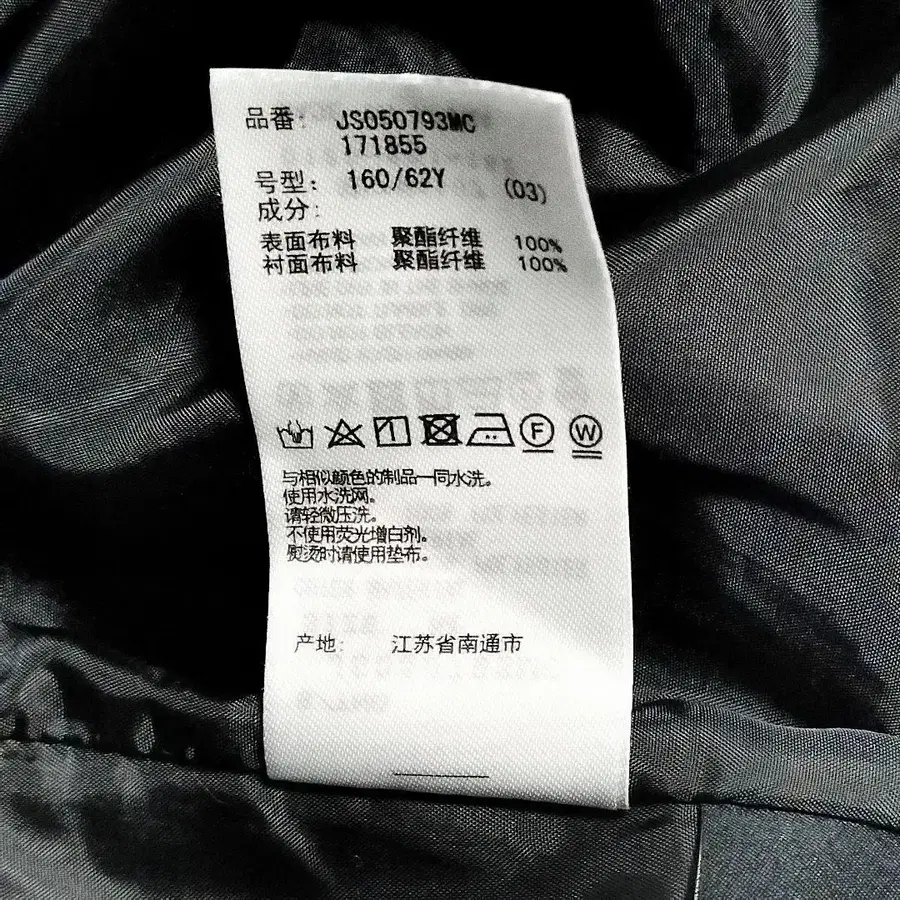 品番： JS050793MC
171855
号型： 160/62Y (03)
成分：
表面布料 聚酯纤维 100%
衬面布料 聚酯纤维 100%
F W
与相似颜色的制品一同水洗。
使用水洗网。
请轻微压洗。
不使用荧光增白剂。
熨烫时请使用垫布。
产地： 江苏省南通市